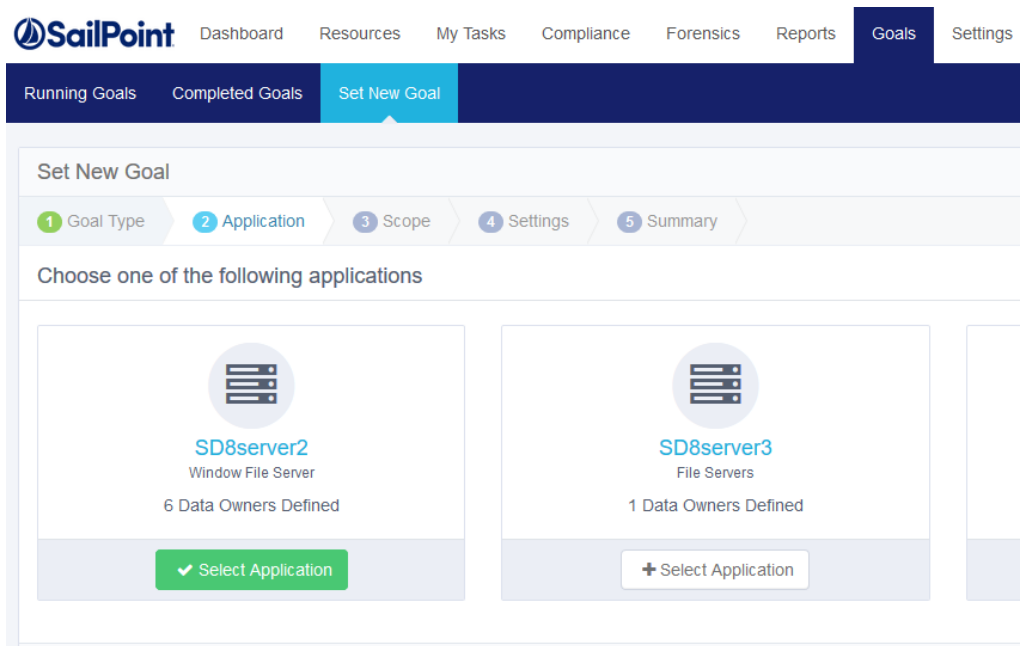 SailPoint Dashboard Resources My Tasks Compliance Forensics Reports Goals Settings
Running Goals Completed Goals Set New Goal
Set New Goal
1 Goal Type 2 Application 3 Scope 4 Settings 5 Summary
Choose one of the following applications
SD8server2
Window File Server
6 Data Owners Defined
Select Application
SD8server3
File Servers
1 Data Owners Defined
Select Application